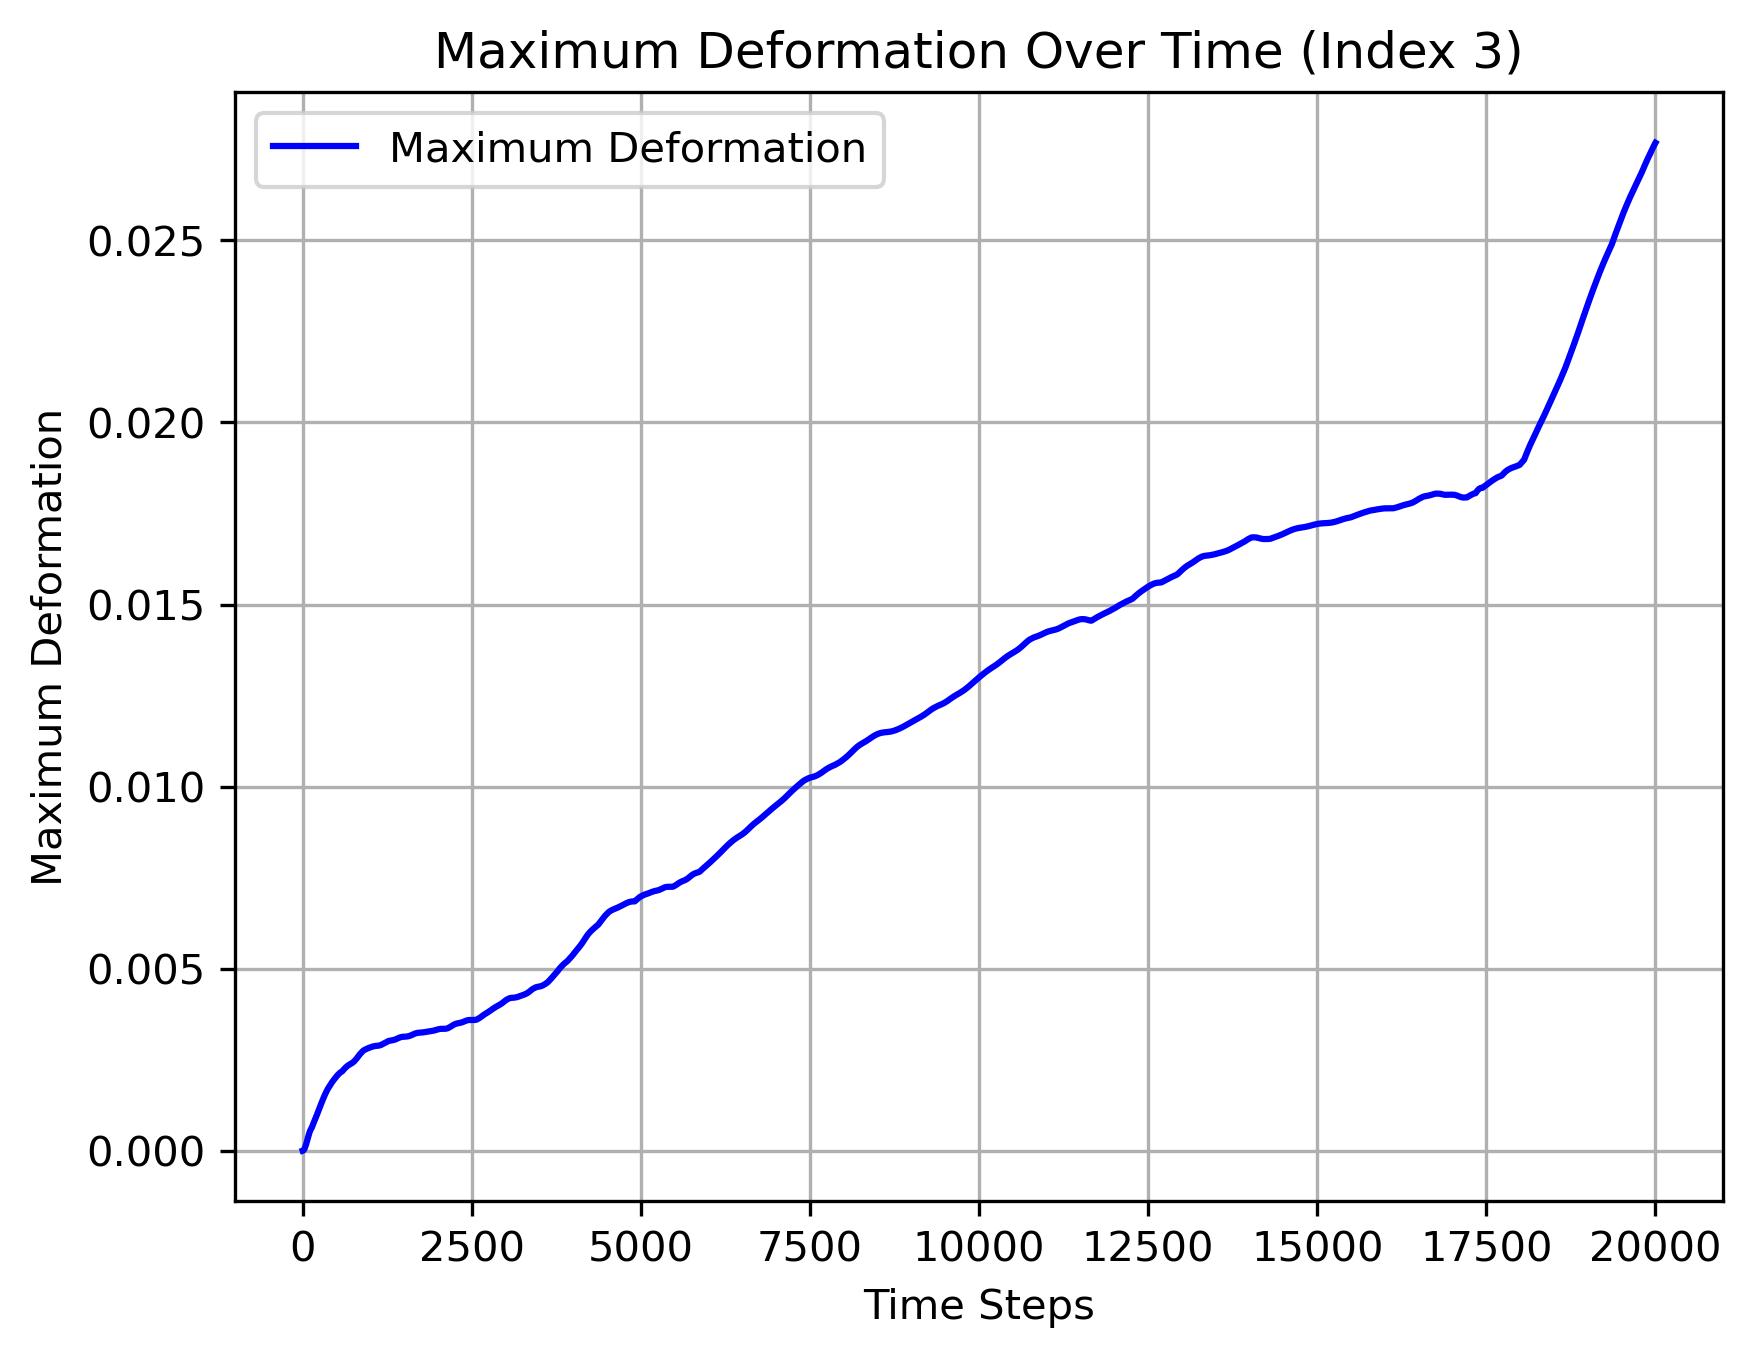 Maximum Deformation Over Time (Index 3)
Maximum Deformation
Maximum Deformation
0.025
0.020
0.015
0.010
0.005
0.000
0 2500 5000 7500 10000 12500 15000 17500 20000
Time Steps